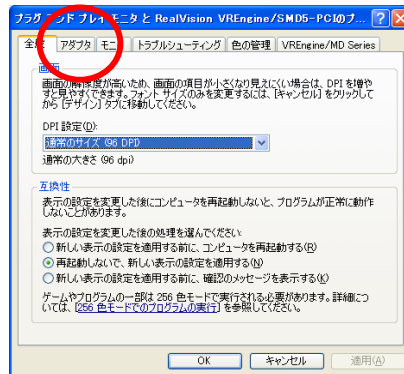 プラグ アンド プレイ モニタ と RealVision VREngine/SMD5-PCIのプ...
全般 アダプタ モニタ トラブルシューティング 色の管理 VREngine/MD Series
画面
画面の解像度が高いため、画面の項目が小さくなり見えにくい場合は、DPI を増や
すと見やすくできます。フォント サイズのみを変更するには、[キャンセル] をクリックして
から [デザイン] タブに移動してください。
DPI 設定(D):
通常のサイズ (96 DPI)
通常の大きさ (96 dpi)
互換性
表示の設定を変更した後にコンピュータを再起動しないと、プログラムが正常に動作
しないことがあります。
表示の設定を変更した後の処理を選んでください:
新しい表示の設定を適用する前に、コンピュータを再起動する(R)
再起動しないで、新しい表示の設定を適用する(N)
新しい表示の設定を適用する前に、確認のメッセージを表示する(K)
ゲームやプログラムの一部は 256 色モードで実行される必要があります。詳細につ
いては、[256 色モードでのプログラムの実行] を参照してください。
OK キャンセル 適用(A)